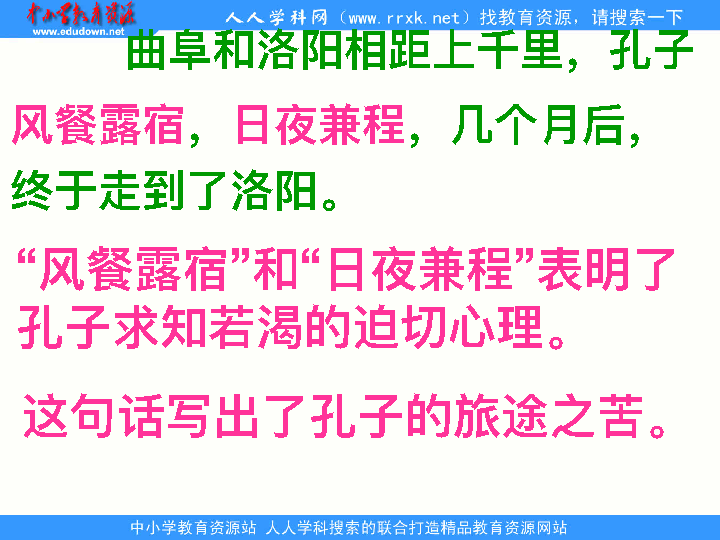 中小学教育资源
www.edudown.net
人人学科网（www.rrxk.net）找教育资源，请搜索一下
曲阜和洛阳相距上千里，孔子
风餐露宿，日夜兼程，几个月后，
终于走到了洛阳。
“风餐露宿”和“日夜兼程”表明了
孔子求知若渴的迫切心理。
这句话写出了孔子的旅途之苦。
中小学教育资源站 人人学科搜索的联合打造精品教育资源网站